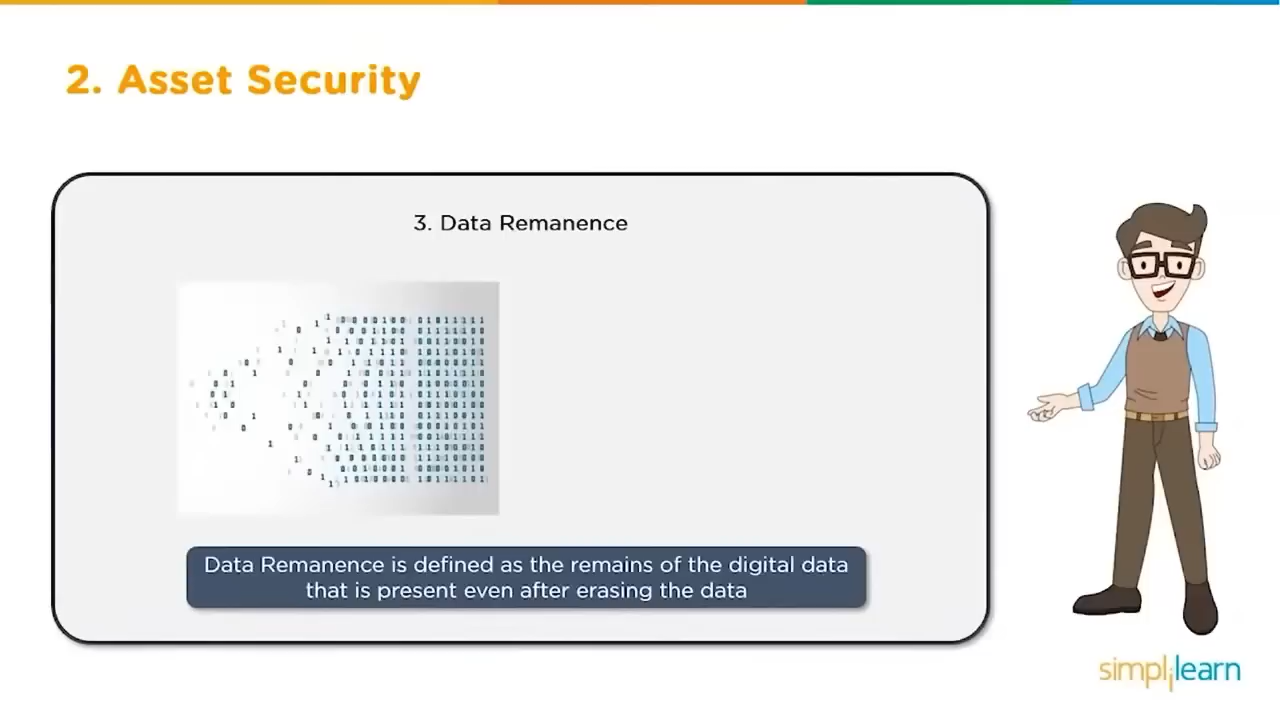 2. Asset Security
3. Data Remanence
Data Remanence is defined as the remains of the digital data
that is present even after erasing the data
simplilearn